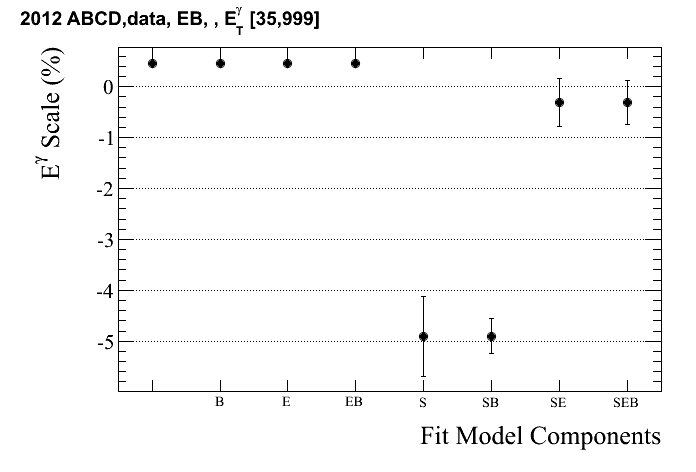 2012 ABCD,data, EB, , E_T^γ [35,999]
E^γ Scale (%)
0
-1
-2
-3
-4
-5
B E EB S SB SE SEB
Fit Model Components